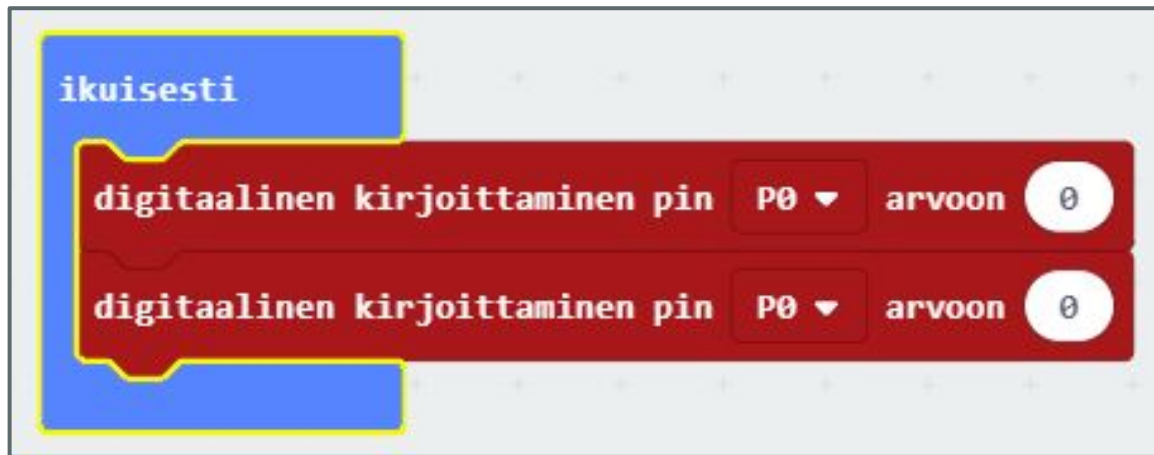 ikuisesti
digitaalinen kirjoittaminen pin P0 arvoon 0
digitaalinen kirjoittaminen pin P0 arvoon 0